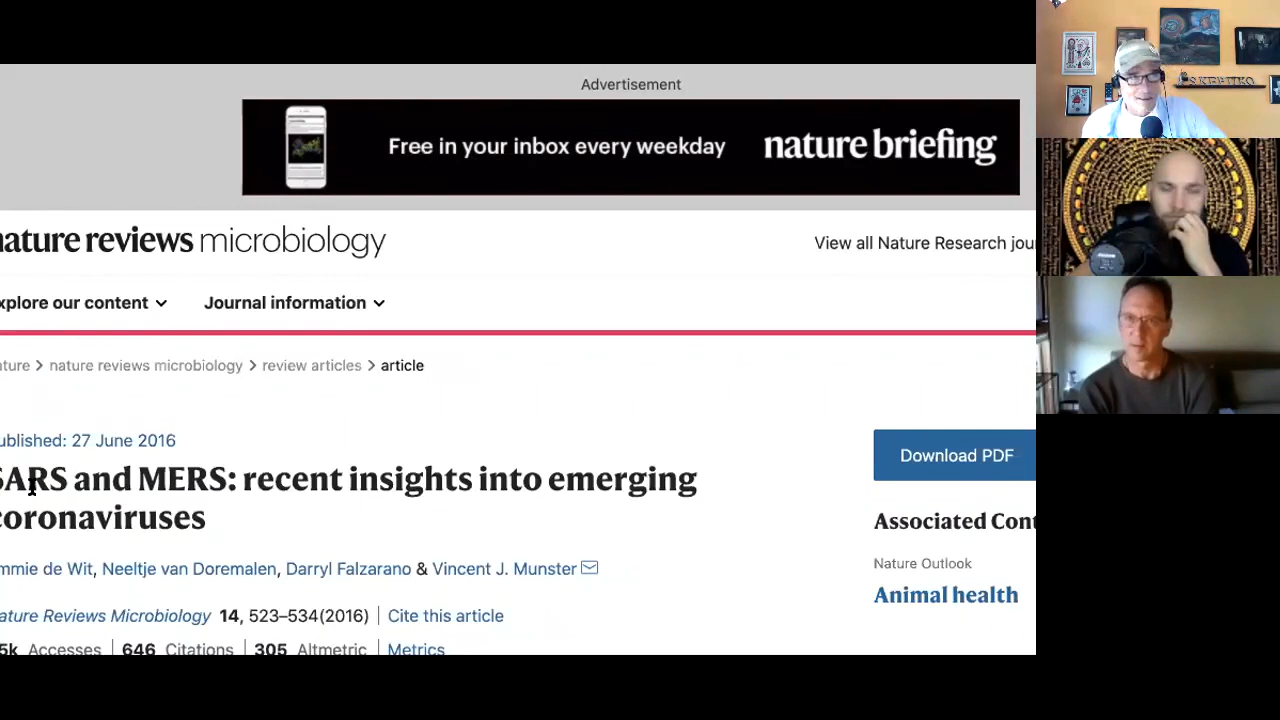 Advertisement
Free in your inbox every weekday
nature briefing
nature reviews microbiology
View all Nature Research jou
xplore our content
Journal information
ture > nature reviews microbiology > review articles > article
ublished: 27 June 2016
SARS and MERS: recent insights into emerging
coronaviruses
mmie de Wit, Neeltje van Doremalen, Darryl Falzarano & Vincent J. Munster
ature Reviews Microbiology 14, 523–534(2016) | Cite this article
5k Accesses | 646 Citations | 305 Altmetric | Metrics
Download PDF
Associated Cont
Nature Outlook
Animal health